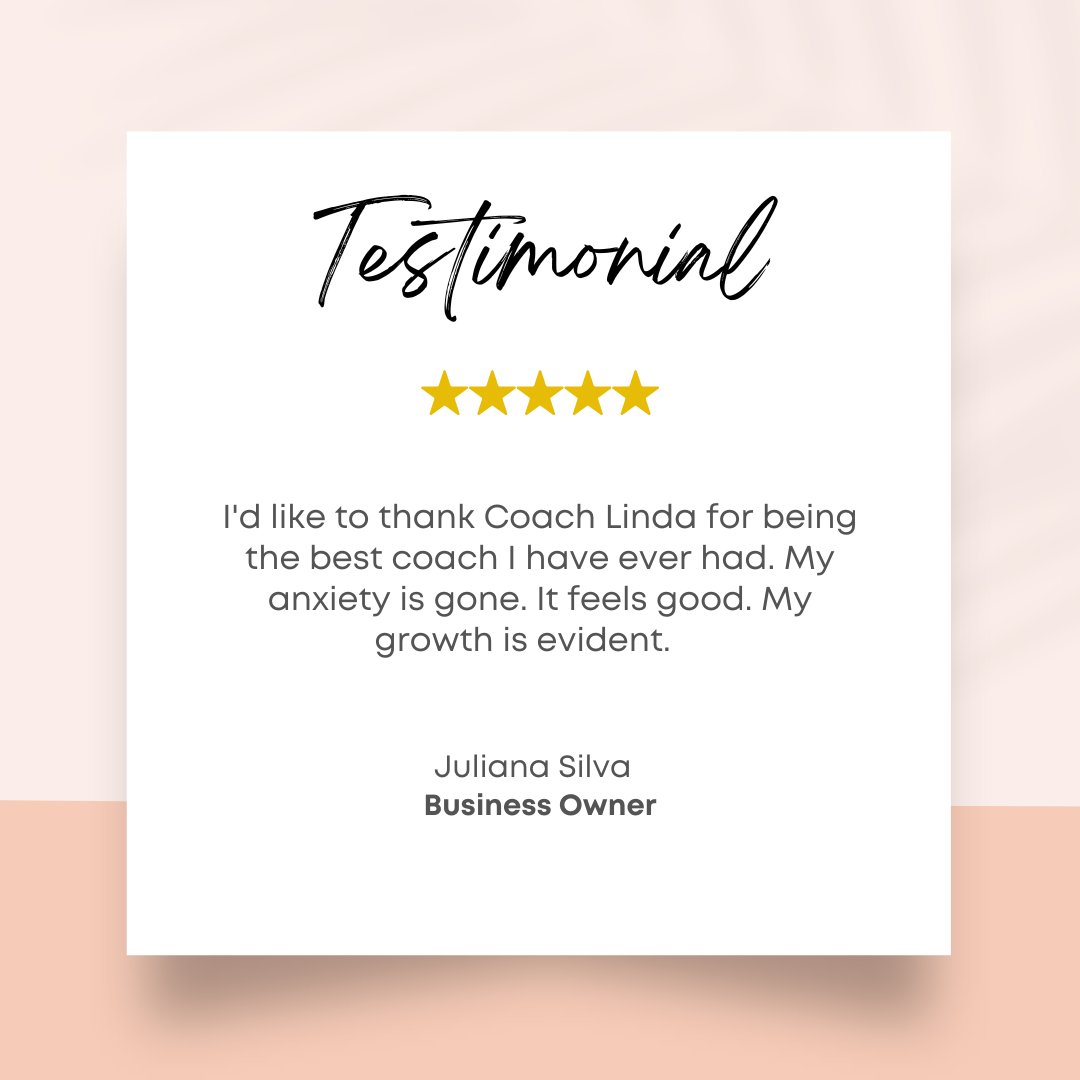 Testimonial
I'd like to thank Coach Linda for being
the best coach I have ever had. My
anxiety is gone. It feels good. My
growth is evident.
Juliana Silva
Business Owner